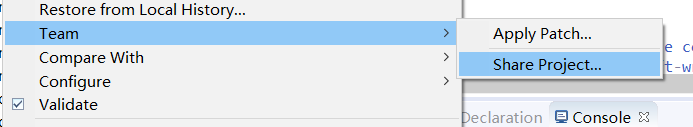 Restore from Local History...
Team
Apply Patch...
Compare With
Share Project...
Configure
Validate
Declaration
Console